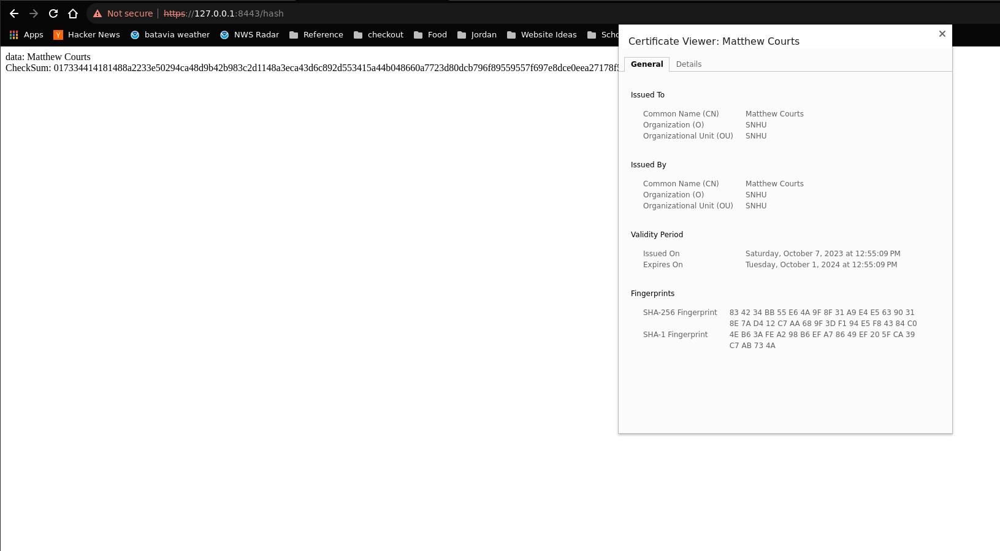 Not secure | https://127.0.0.1:8443/hash
Apps Y Hacker News batavia weather NWS Radar Reference checkout Food Jordan Website Ideas
data: Matthew Courts
CheckSum: 017334414181488a2233e50294ca48d9b42b983c2d1148a3eca43d6c892d553415a44b048660a7723d80dcb796f89559557f697e8dce0eea27178f
Certificate Viewer: Matthew Courts
General Details
Issued To
Common Name (CN) Matthew Courts
Organization (O) SNHU
Organizational Unit (OU) SNHU
Issued By
Common Name (CN) Matthew Courts
Organization (O) SNHU
Organizational Unit (OU) SNHU
Validity Period
Issued On Saturday, October 7, 2023 at 12:55:09 PM
Expires On Tuesday, October 1, 2024 at 12:55:09 PM
Fingerprints
SHA-256 Fingerprint 83 42 34 BB 55 E6 4A 9F 8F 31 A9 E4 E5 63 90 31
8E 7A D4 12 C7 AA 68 9F 3D F1 94 E5 F8 43 84 C0
SHA-1 Fingerprint 4E B6 3A FE A2 98 B6 EF A7 86 49 EF 20 5F CA 39
C7 AB 73 4A